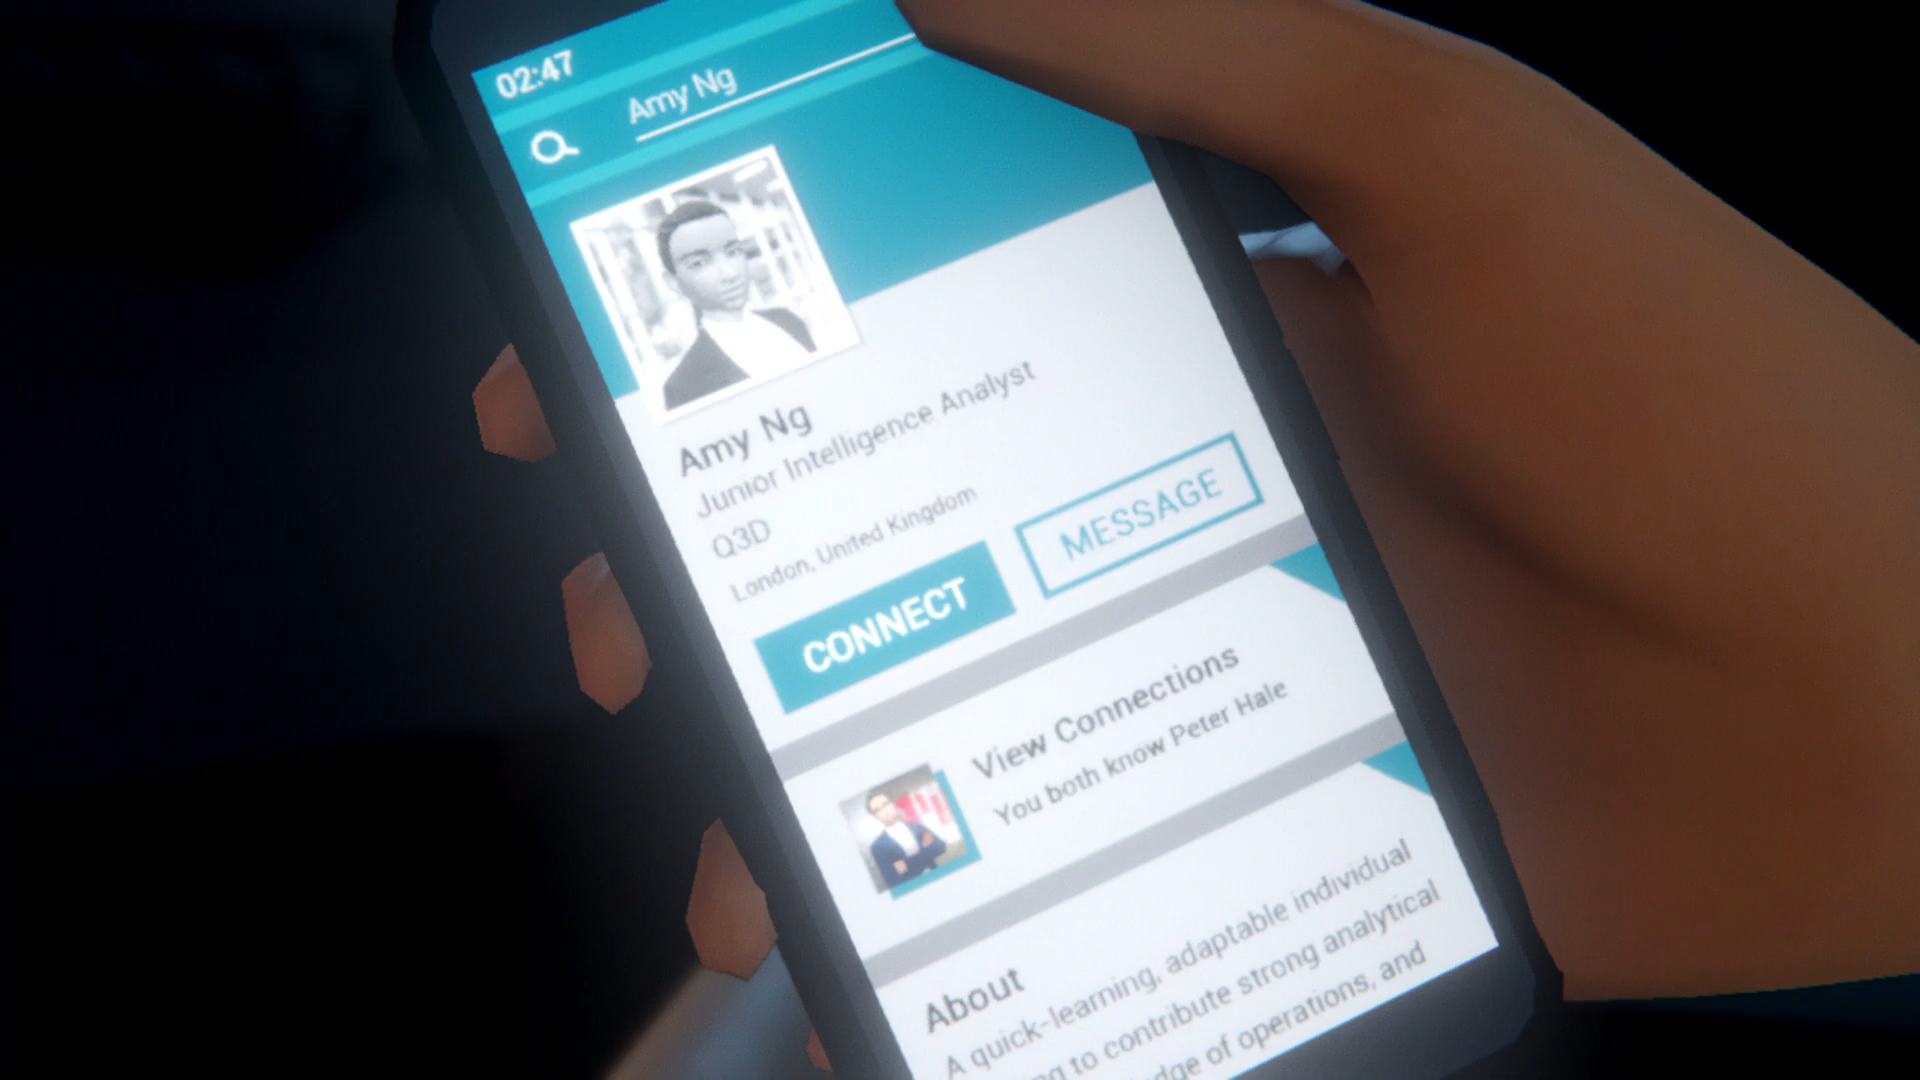 02:47
Amy Ng
Amy Ng
Junior Intelligence Analyst
Q3D
London, United Kingdom
CONNECT
MESSAGE
View Connections
You both know Peter Hale
About
A quick-learning, adaptable individual
to contribute strong analytical
of operations, and